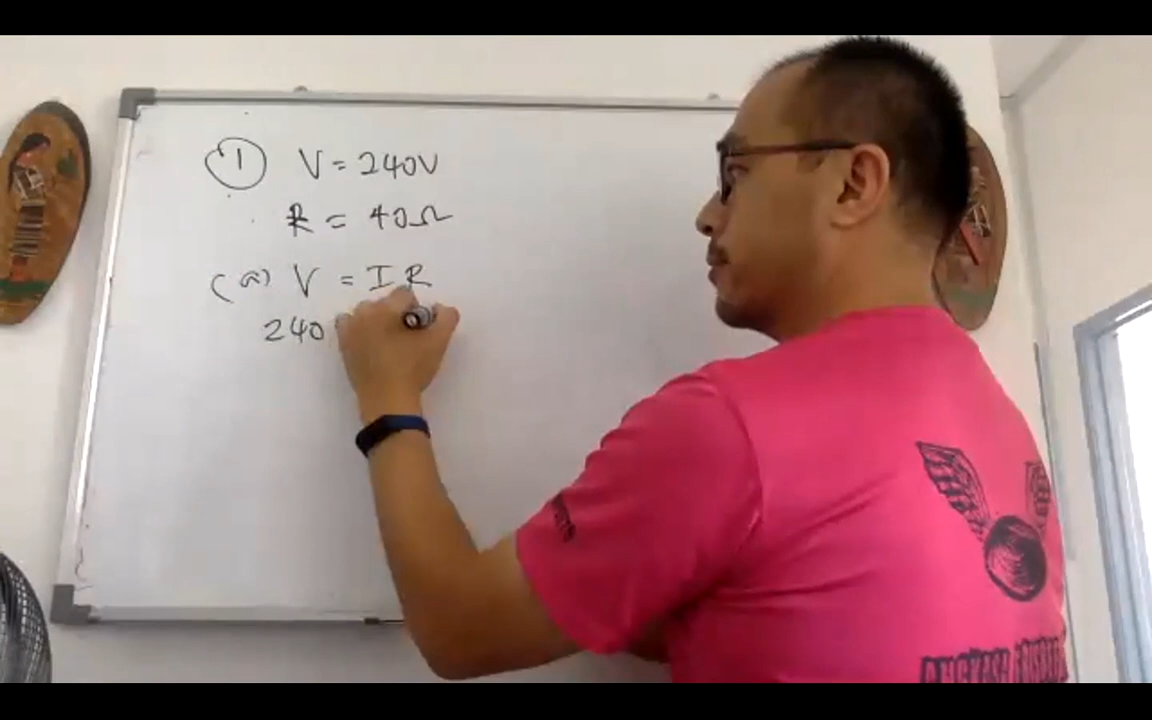 ① V = 240V
R = 40Ω
(a) V = IR
240